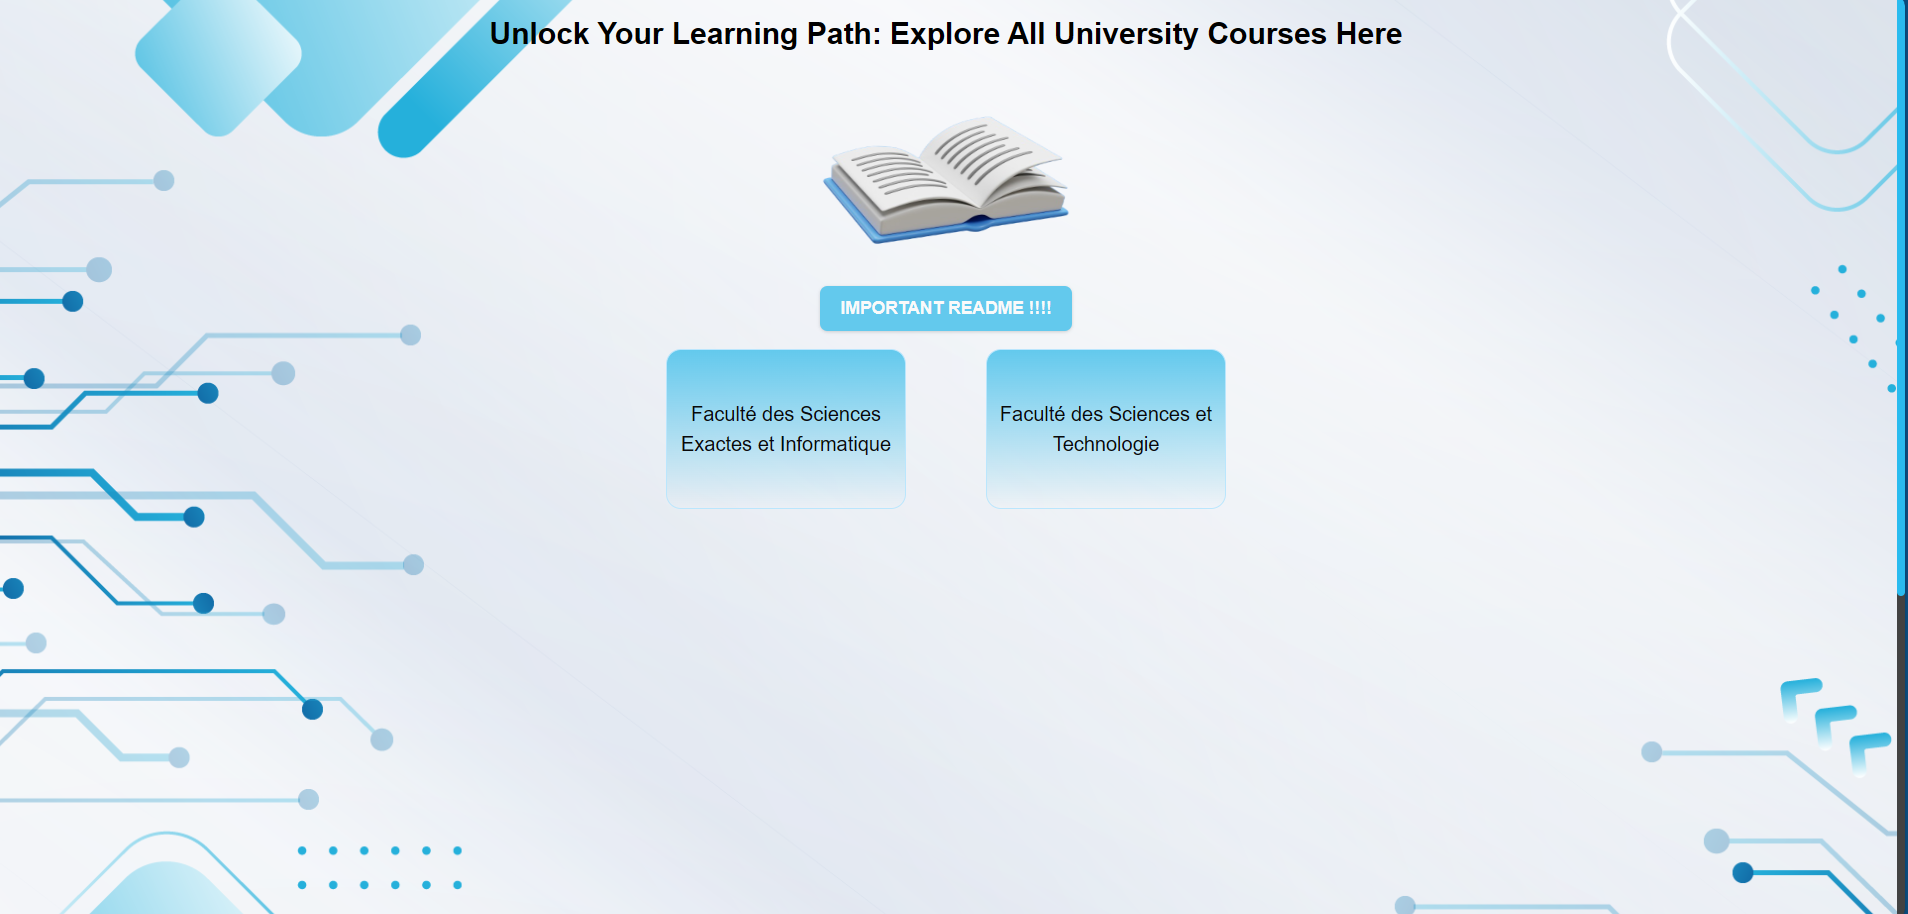 Unlock Your Learning Path: Explore All University Courses Here
IMPORTANT README !!!!
Faculté des Sciences
Exactes et Informatique
Faculté des Sciences et
Technologie